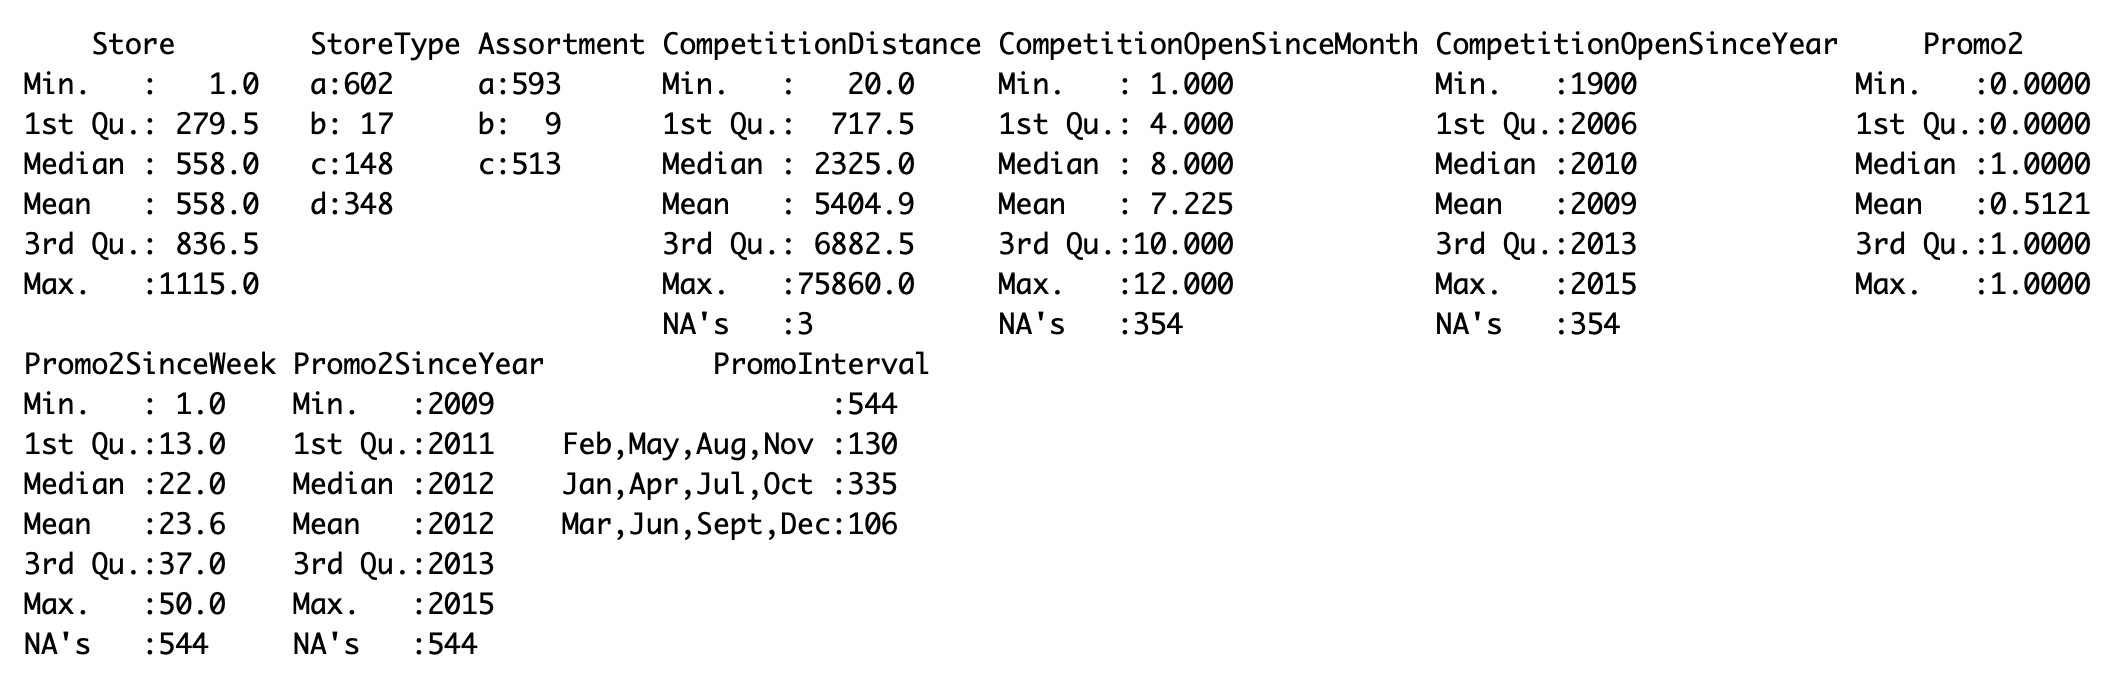 Store        StoreType Assortment CompetitionDistance CompetitionOpenSinceMonth CompetitionOpenSinceYear     Promo2
Min.   :   1.0   a:602     a:593      Min.   :   20.0     Min.   : 1.000            Min.   :1900             Min.   :0.0000
1st Qu.: 279.5   b: 17     b:  9      1st Qu.:  717.5     1st Qu.: 4.000            1st Qu.:2006             1st Qu.:0.0000
Median : 558.0   c:148     c:513      Median : 2325.0     Median : 8.000            Median :2010             Median :1.0000
Mean   : 558.0   d:348                Mean   : 5404.9     Mean   : 7.225            Mean   :2009             Mean   :0.5121
3rd Qu.: 836.5                        3rd Qu.: 6882.5     3rd Qu.:10.000            3rd Qu.:2013             3rd Qu.:1.0000
Max.   :1115.0                        Max.   :75860.0     Max.   :12.000            Max.   :2015             Max.   :1.0000
                                      NA's   :3           NA's   :354               NA's   :354
Promo2SinceWeek Promo2SinceYear          PromoInterval
Min.   : 1.0    Min.   :2009                    :544
1st Qu.:13.0    1st Qu.:2011    Feb,May,Aug,Nov :130
Median :22.0    Median :2012    Jan,Apr,Jul,Oct :335
Mean   :23.6    Mean   :2012    Mar,Jun,Sept,Dec:106
3rd Qu.:37.0    3rd Qu.:2013
Max.   :50.0    Max.   :2015
NA's   :544     NA's   :544